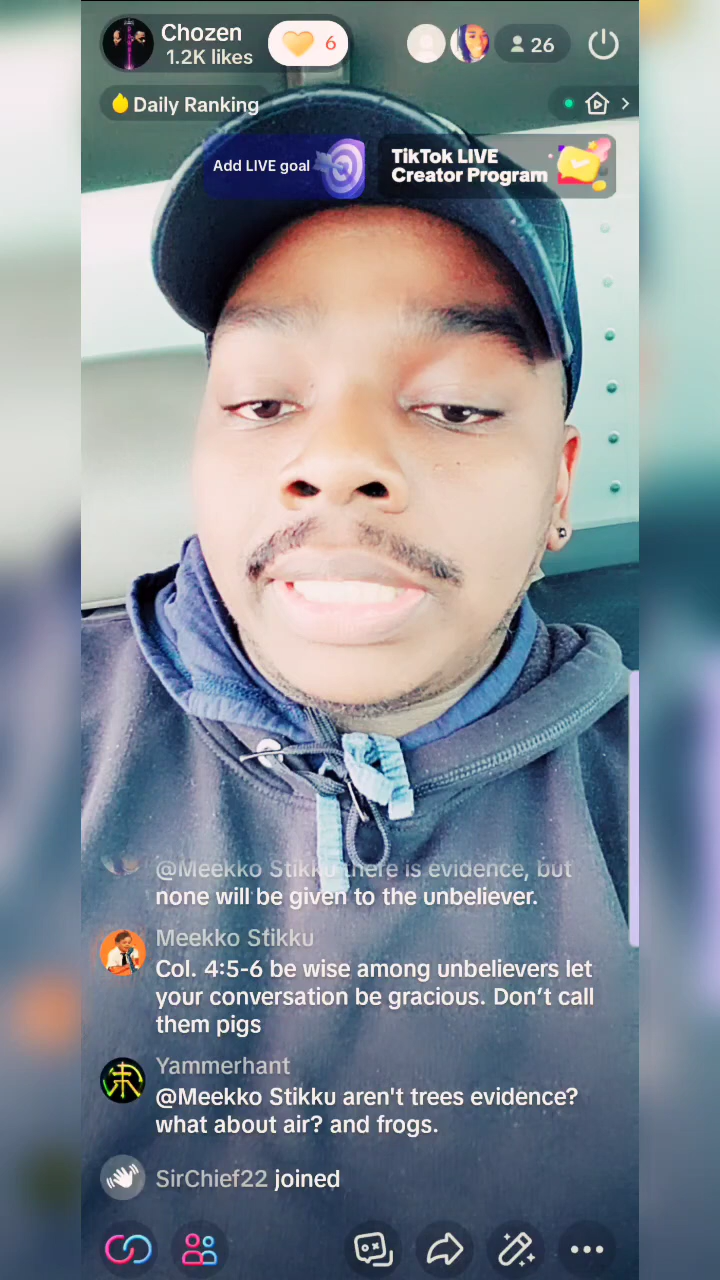 Chozen
1.2K likes
6
26
Daily Ranking
Add LIVE goal
TikTok LIVE
Creator Program
@Meekko Stikku there is evidence, but
none will be given to the unbeliever.
Meekko Stikku
Col. 4:5-6 be wise among unbelievers let
your conversation be gracious. Don’t call
them pigs
Yammerhant
@Meekko Stikku aren't trees evidence?
what about air? and frogs.
SirChief22 joined